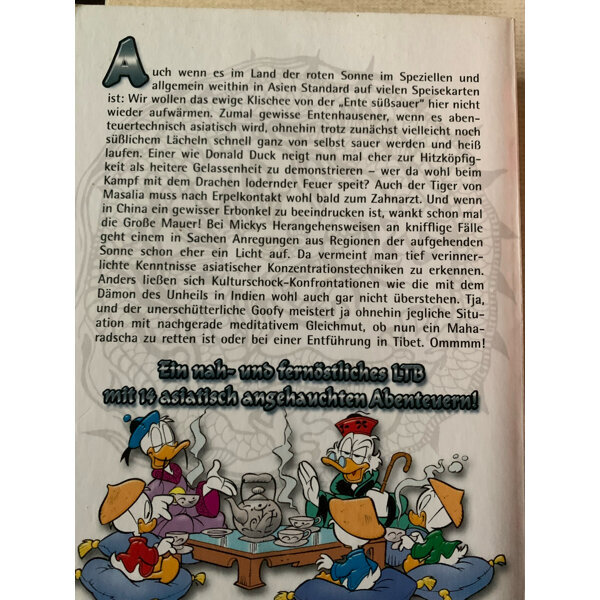 Auch wenn es im Land der roten Sonne im Speziellen und
allgemein weithin in Asien Standard auf vielen Speisekarten
ist: Wir wollen das ewige Klischee von der „Ente süßsauer" hier nicht
wieder aufwärmen. Zumal gewisse Entenhausener, wenn es aben-
teuertechnisch asiatisch wird, ohnehin trotz zunächst vielleicht noch
süßlichem Lächeln schnell ganz von selbst sauer werden und heiß
laufen. Einer wie Donald Duck neigt nun mal eher zur Hitzköpfig-
keit als heitere Gelassenheit zu demonstrieren – wer da wohl beim
Kampf mit dem Drachen lodernder Feuer speit? Auch der Tiger von
Masalia muss nach Erpelkontakt wohl bald zum Zahnarzt. Und wenn
in China ein gewisser Erbonkel zu beeindrucken ist, wankt schon mal
die Große Mauer! Bei Mickys Herangehensweisen an knifflige Fälle
geht einem in Sachen Anregungen aus Regionen der aufgehenden
Sonne schon eher ein Licht auf. Da vermeint man tief verinner-
lichte Kenntnisse asiatischer Konzentrationstechniken zu erkennen.
Anders ließen sich Kulturschock-Konfrontationen wie die mit dem
Dämon des Unheils in Indien wohl auch gar nicht überstehen. Tja,
und der unerschütterliche Goofy meistert ja ohnehin jegliche Situ-
ation mit nachgerade meditativem Gleichmut, ob nun ein Maha-
radscha zu retten ist oder bei einer Entführung in Tibet. Ommmm!
Ein nah- und fernöstliches LTB
mit 14 asiatisch angehauchten Abenteuern!